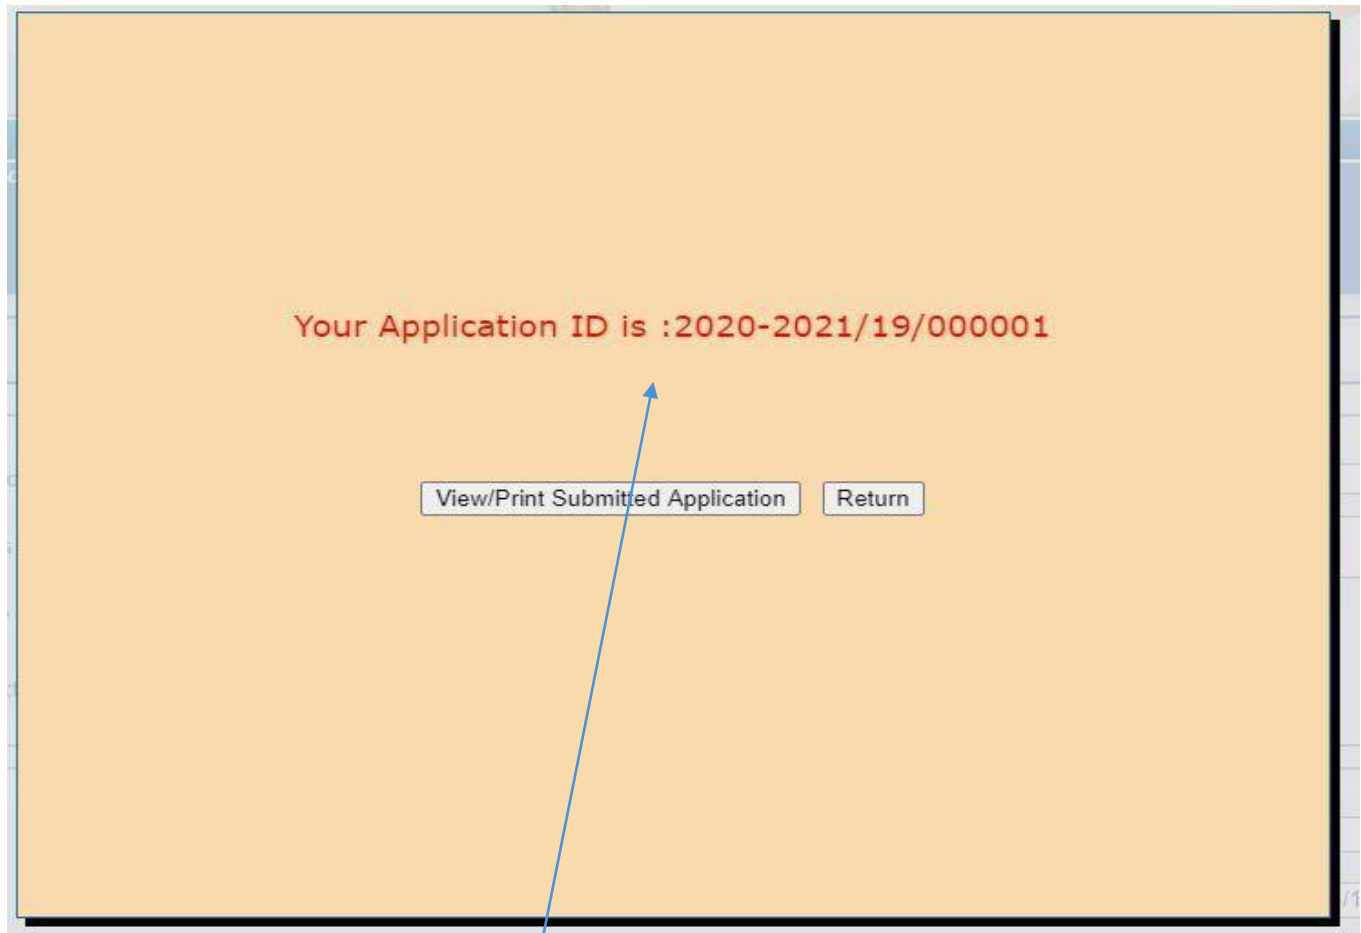 Your Application ID is :2020-2021/19/000001
View/Print Submitted Application Return